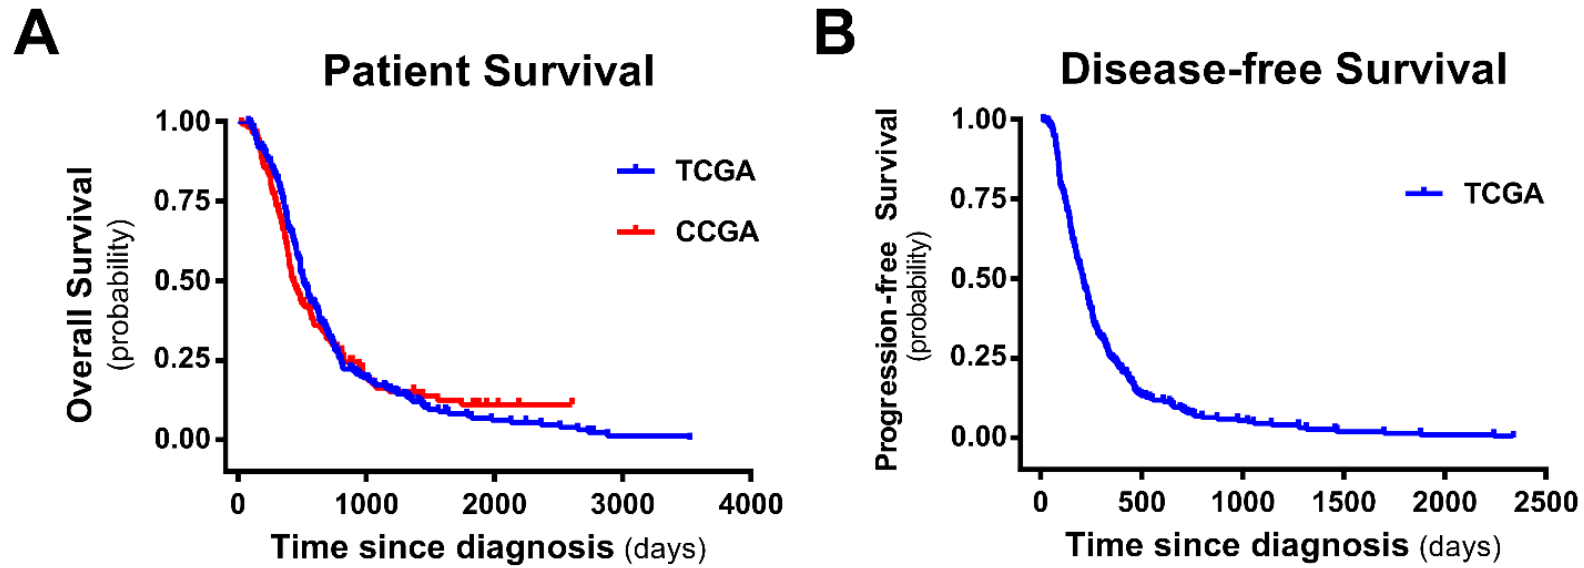 A
Patient Survival
Overall Survival
(probability)
1.00
0.75
0.50
0.25
0.00
TCGA
CCGA
0 1000 2000 3000 4000
Time since diagnosis (days)
B
Disease-free Survival
Progression-free Survival
(probability)
1.00
0.75
0.50
0.25
0.00
TCGA
0 500 1000 1500 2000 2500
Time since diagnosis (days)